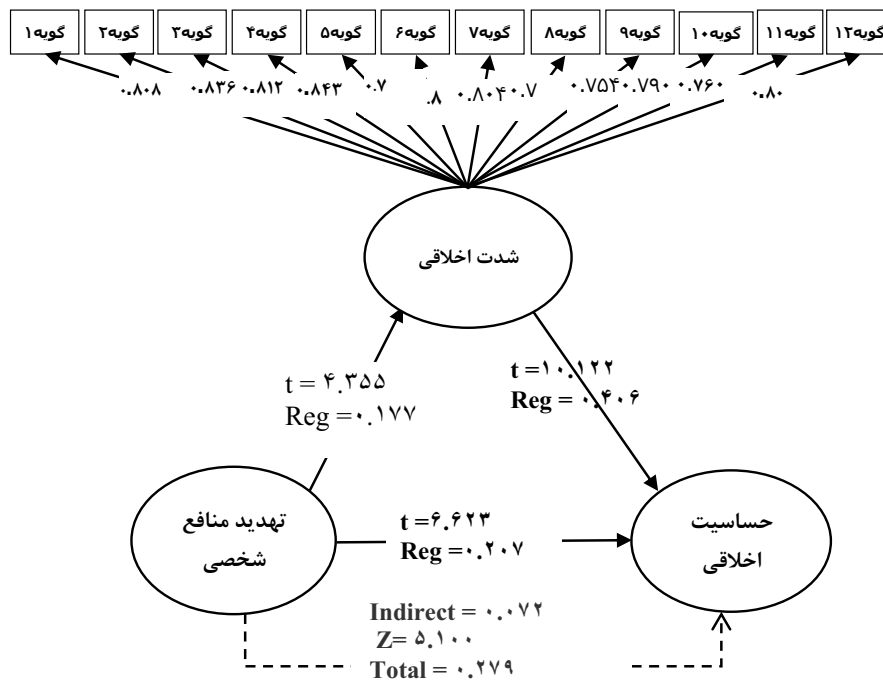 گویه۱ گویه۲ گویه۳ گویه۴ گویه۵ گویه۶ گویه۷ گویه۸ گویه۹ گویه۱۰ گویه۱۱ گویه۱۲
۰.۸۰۸ ۰.۸۳۶ ۰.۸۱۲ ۰.۸۴۳ ۰.۷ .۸ ۰.۸۰۴ ۰.۷ ۰.۷۵۴ ۰.۷۹۰ ۰.۷۶۰ ۰.۸۰
شدت اخلاقی
t = ۴.۳۵۵
Reg =۰.۱۷۷
t =۱۰.۱۲۲
Reg = ۰.۴۰۶
تهدید منافع
شخصی
t =۶.۶۲۳
Reg =۰.۲۰۷
حساسیت
اخلاقی
Indirect = ۰.۰۷۲
Z= ۵.۱۰۰
Total = ۰.۲۷۹